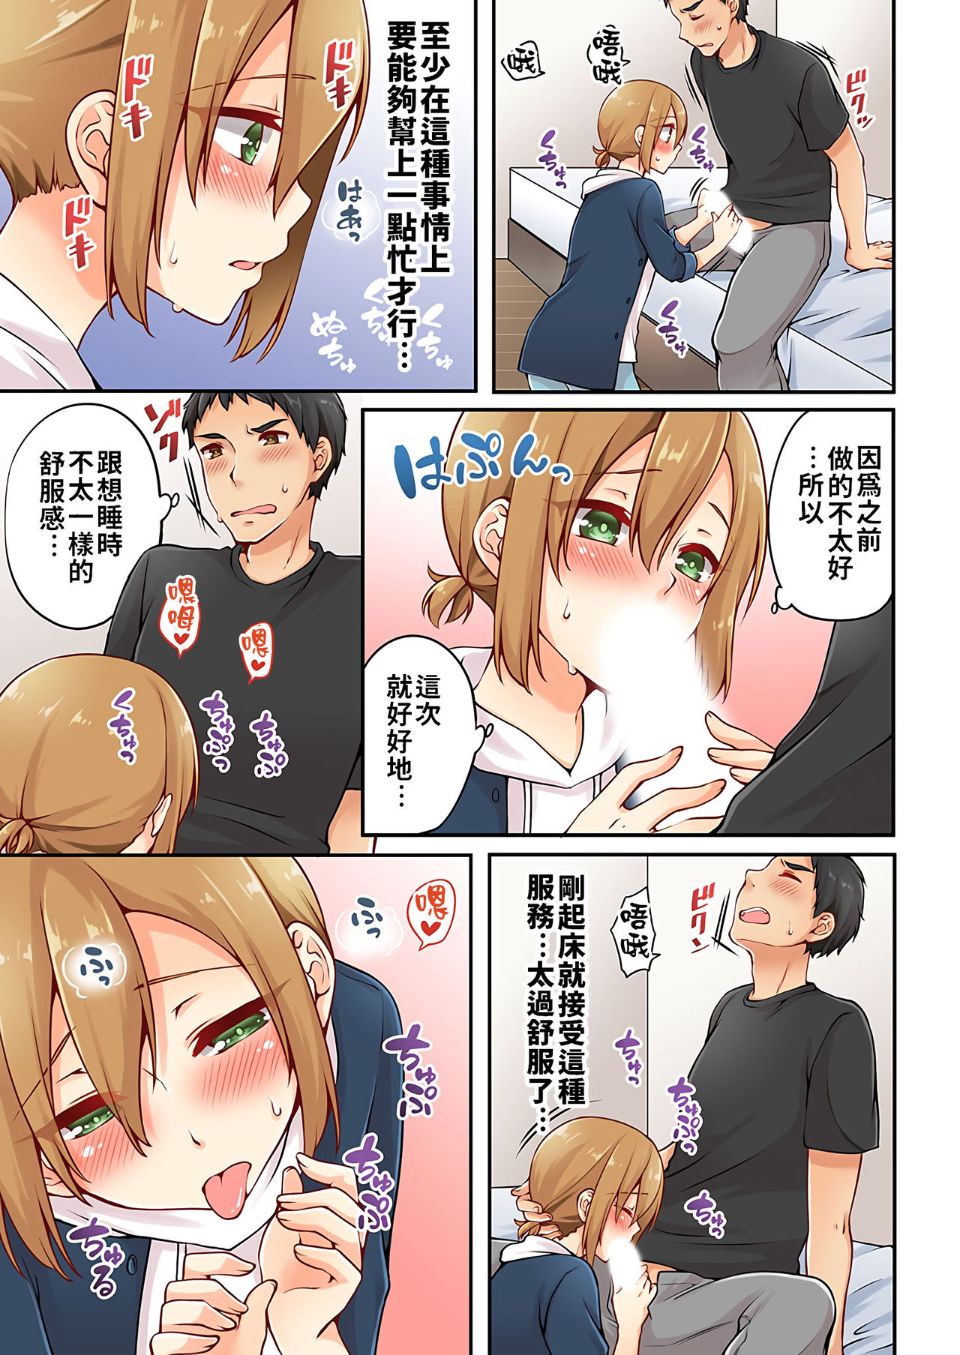 唔
哦
哦
ビクッ
くちゅっ
くちゅっ
至少在這種事情上
要能夠幫上一點忙才行…
ドキ
ドキ
ドキ
はあっ
くちゅ
くちゅ
ぬちゅ
因爲之前
做的不太好
…所以
はぷんっ
這次
就好好地…
ゾク
跟想睡時
不太一樣的
舒服感…
嗯
嗯
くちゅっ
ちゅぷっ
ちゅぷ
ビクン
唔
哦
剛起床就接受這種
服務…太過舒服了…
ちゅっ
ちゅぷっ
嗯
ふっ
ふっ
ちゅぷ
ちゅぷ
ちゅる